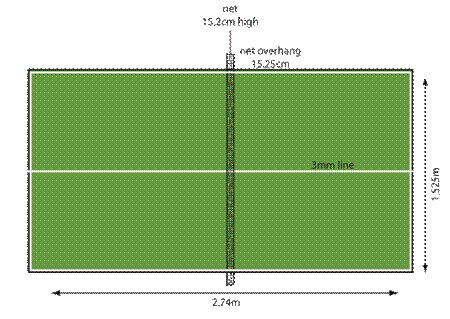 net
15.2cm high
net overhang
15.25cm
3mm line
1.525m
2.74m